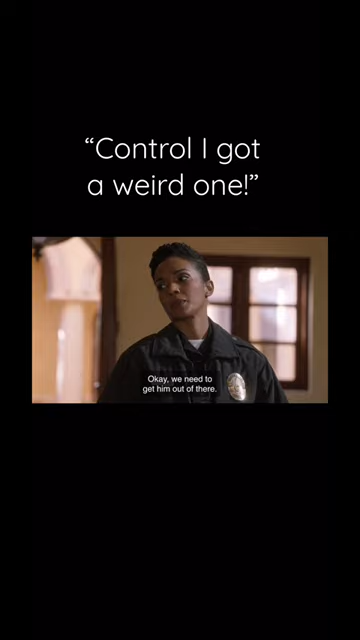 “Control I got
a weird one!”
Okay, we need to
get him out of there.